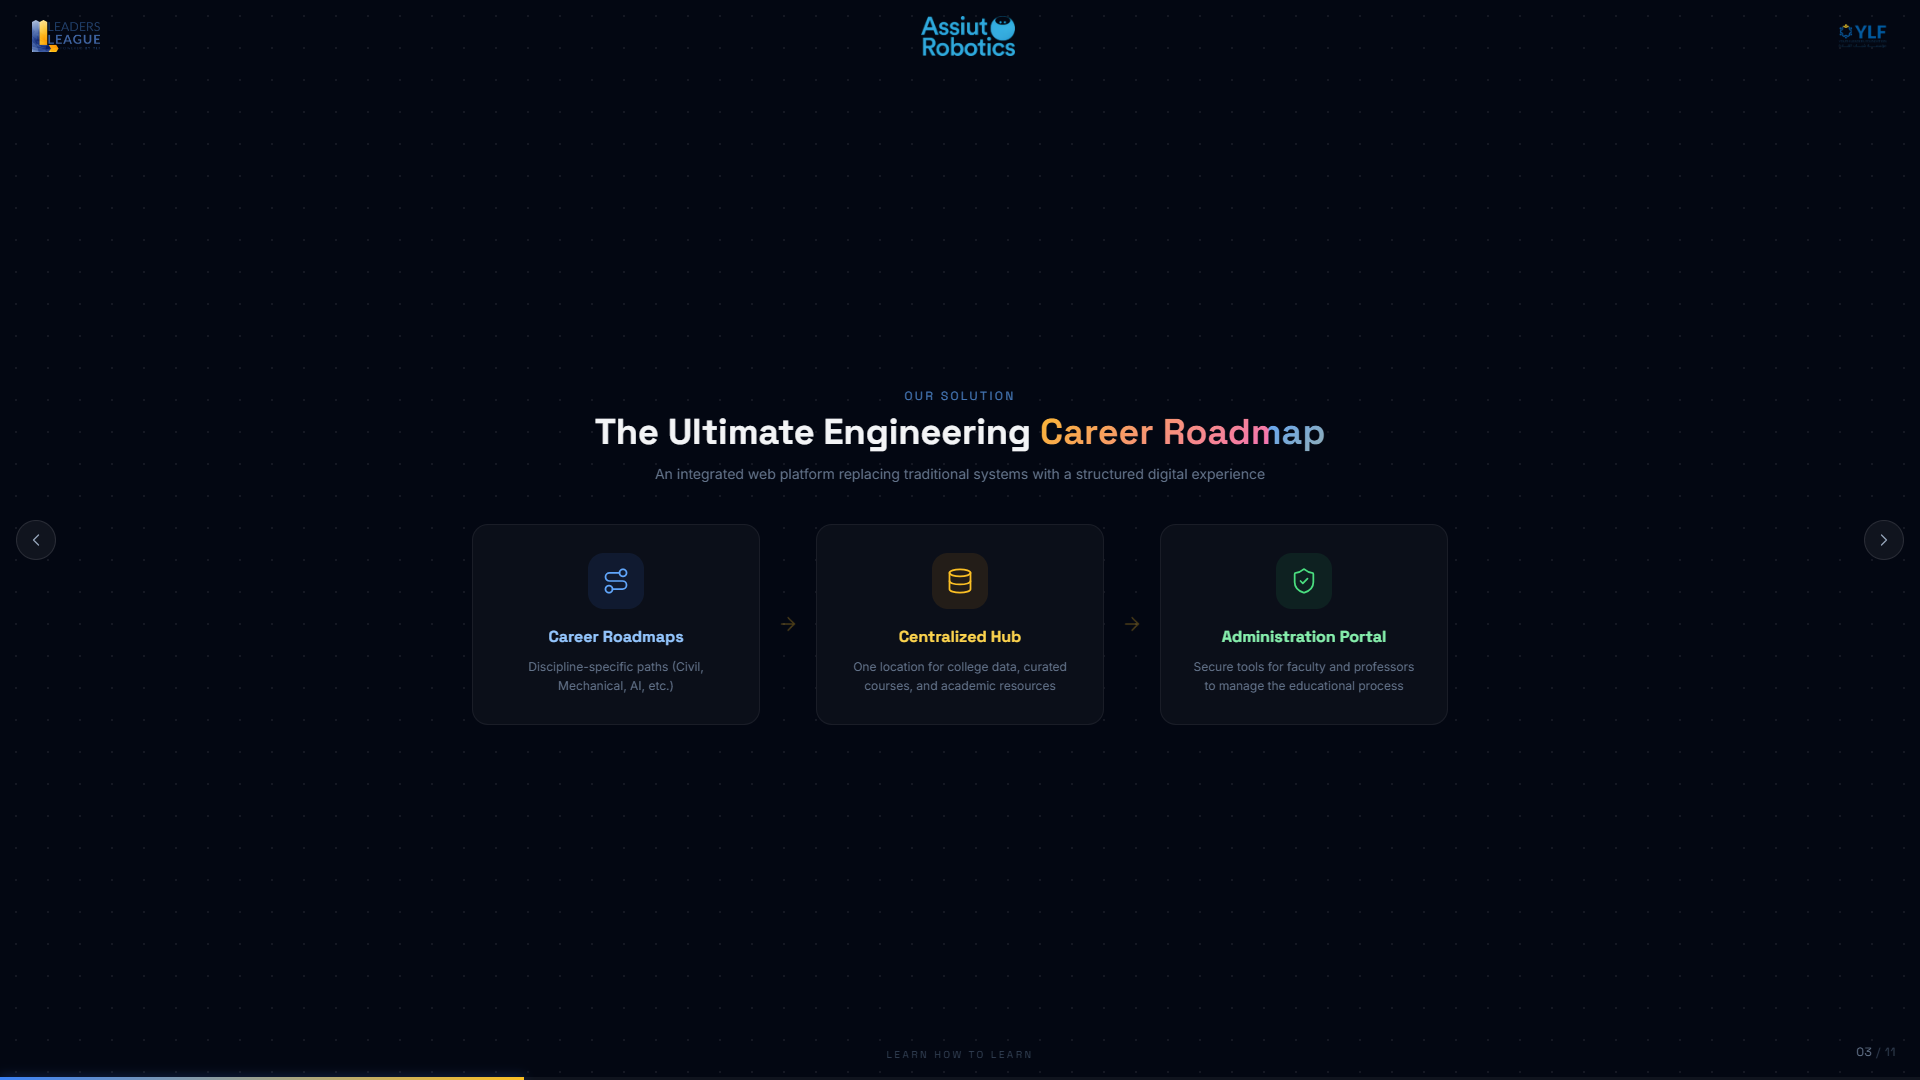 LEADERS
LEAGUE
Assiut
Robotics
YLF
OUR SOLUTION
The Ultimate Engineering Career Roadmap
An integrated web platform replacing traditional systems with a structured digital experience
Career Roadmaps
Discipline-specific paths (Civil,
Mechanical, AI, etc.)
Centralized Hub
One location for college data, curated
courses, and academic resources
Administration Portal
Secure tools for faculty and professors
to manage the educational process
LEARN HOW TO LEARN
03 / 11